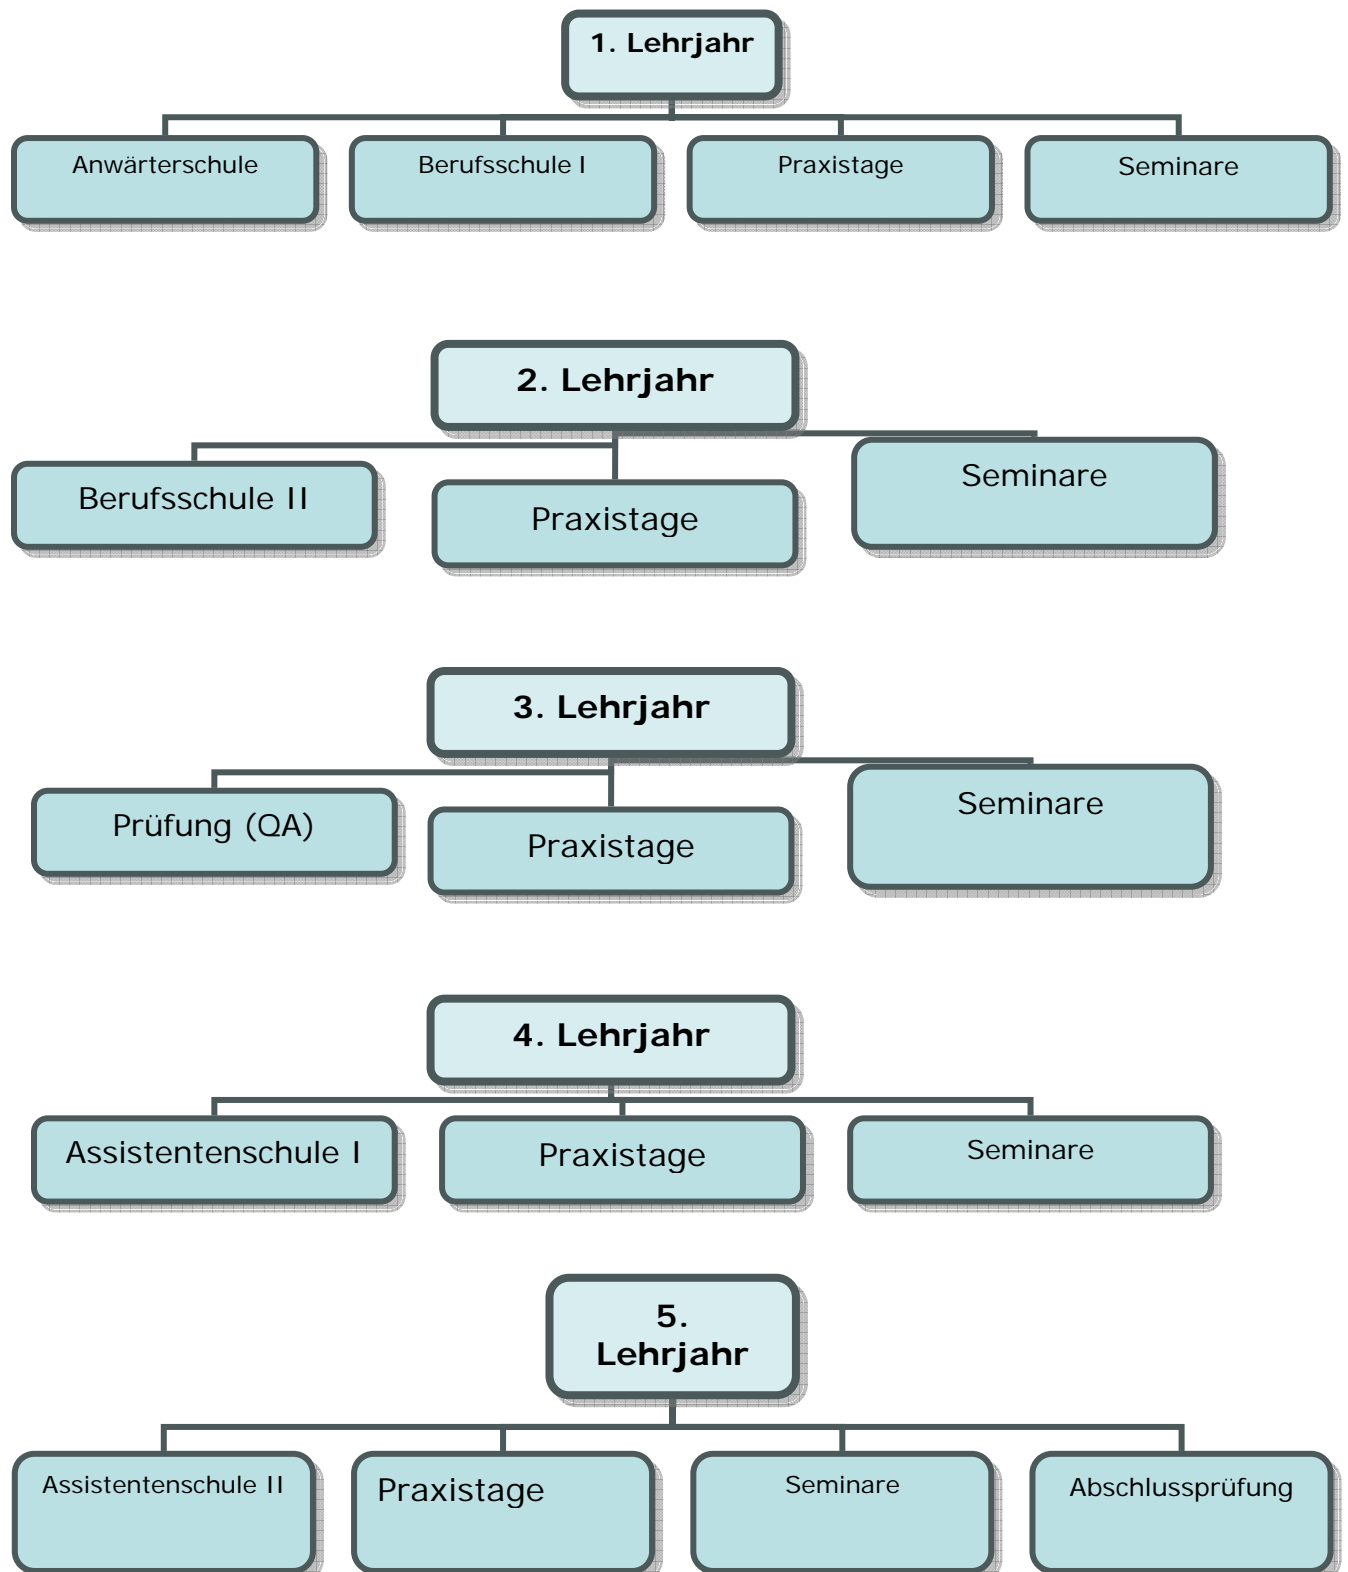 1. Lehrjahr
Anwärterschule
Berufsschule I
Praxistage
Seminare
2. Lehrjahr
Berufsschule II
Praxistage
Seminare
3. Lehrjahr
Prüfung (QA)
Praxistage
Seminare
4. Lehrjahr
Assistentenschule I
Praxistage
Seminare
5.
Lehrjahr
Assistentenschule II
Praxistage
Seminare
Abschlussprüfung